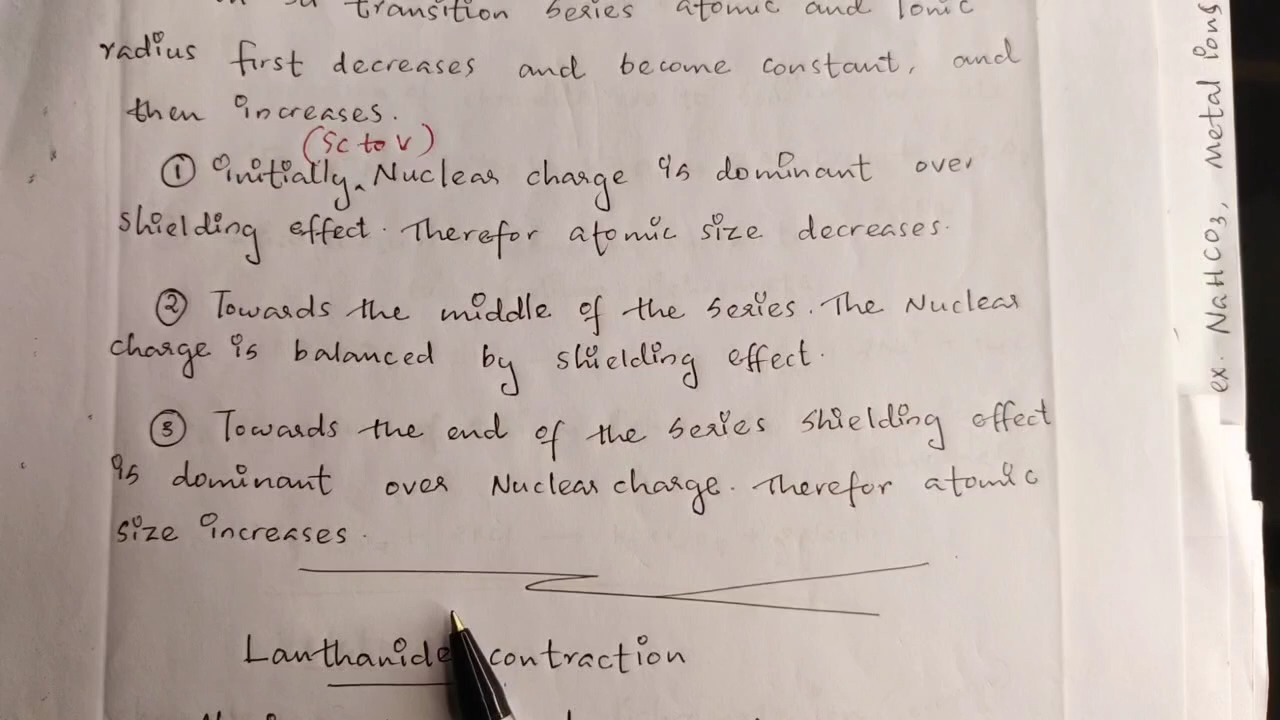 transition series atomic and Ionic
radius first decreases and become constant, and
then increases.
(Sc to V)
① initially, Nuclear charge is dominant over
shielding effect. Therefor atomic size decreases.
② Towards the middle of the series. The Nuclear
charge is balanced by shielding effect.
③ Towards the end of the series shielding effect
is dominant over Nuclear charge. Therefor atomic
size increases.
Lanthanide contraction
ex. NaHCO3, Metal ions